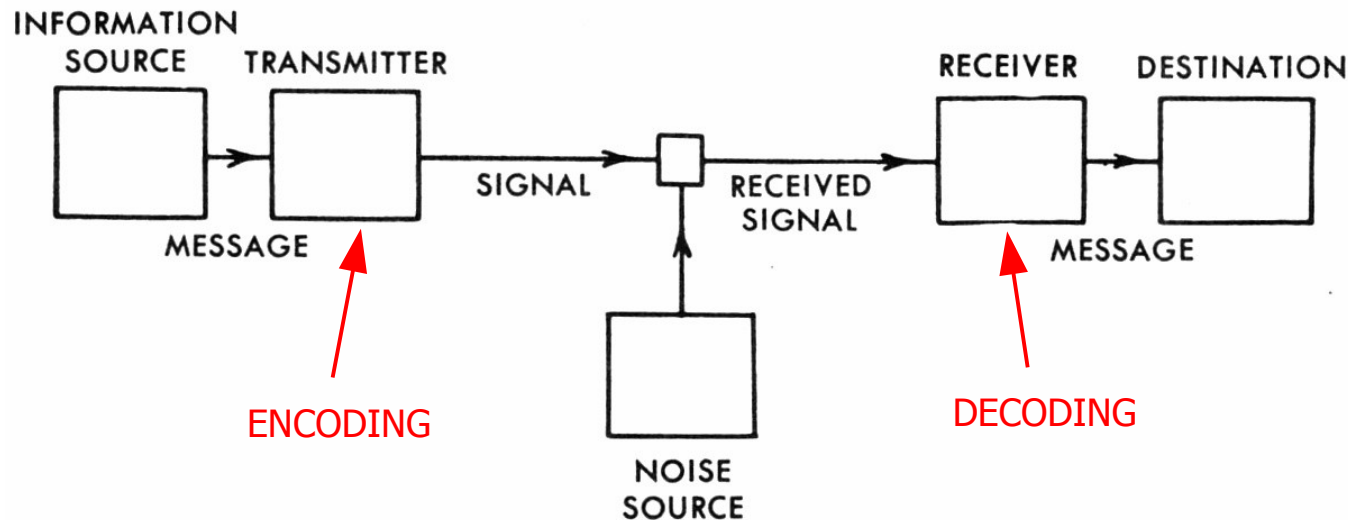 INFORMATION
SOURCE
TRANSMITTER
RECEIVER
DESTINATION
SIGNAL
RECEIVED
SIGNAL
MESSAGE
MESSAGE
ENCODING
DECODING
NOISE
SOURCE